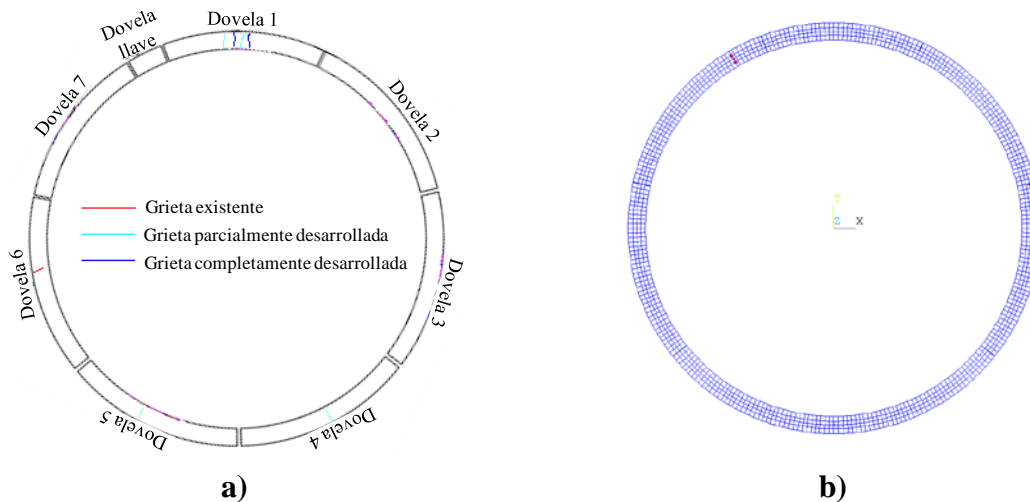 Dovela 1
Dovela
llave
Dovela 2
Dovela 7
Grieta existente
Grieta parcialmente desarrollada
Grieta completamente desarrollada
Dovela 6
Dovela 3
Dovela 5
Dovela 4
Y
Z X
a)
b)